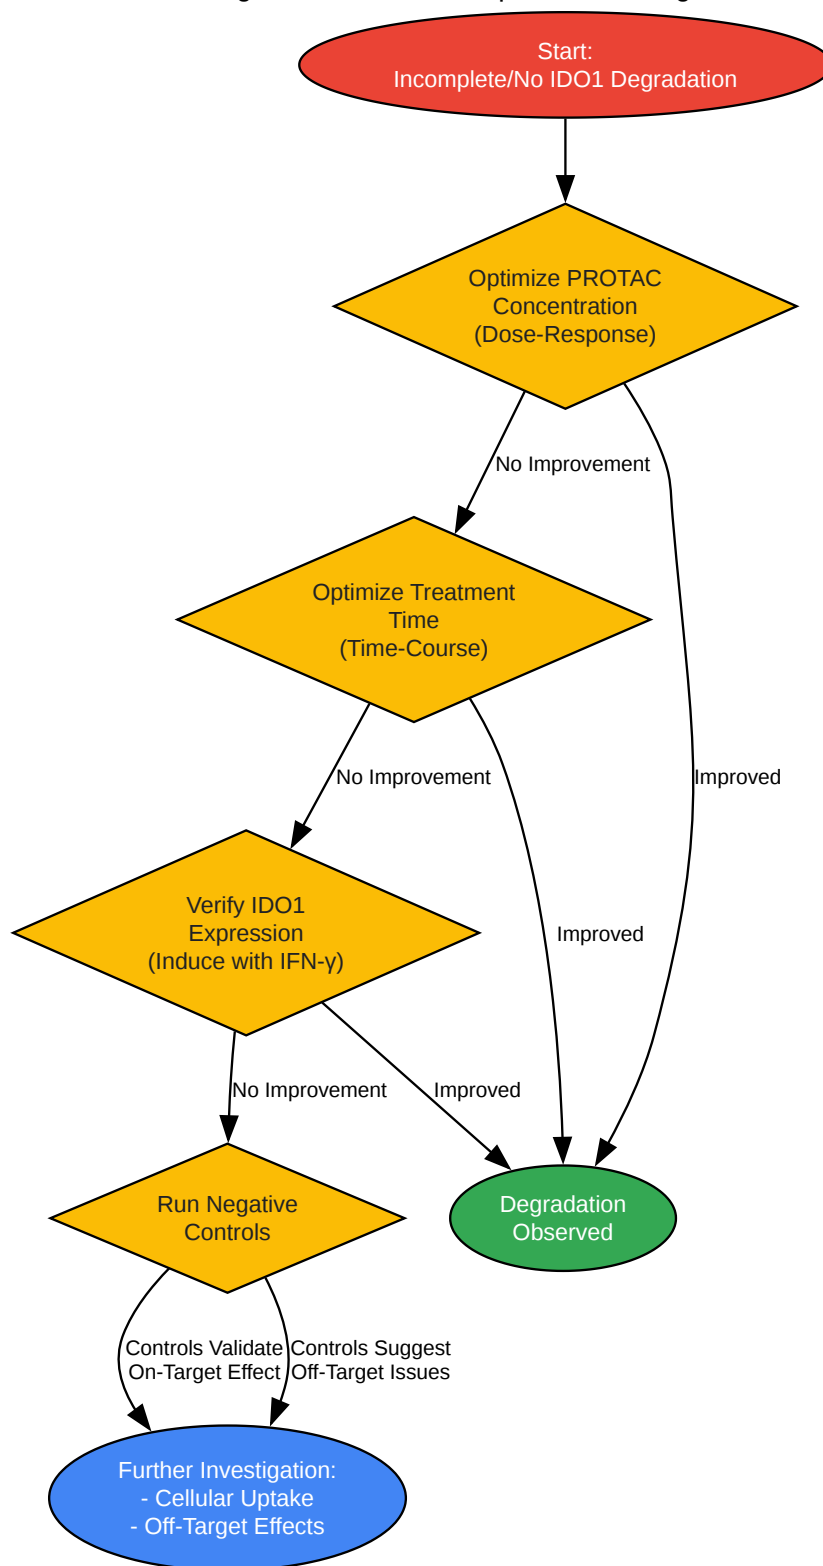 Start:
Incomplete/No IDO1 Degradation
Optimize PROTAC
Concentration
(Dose-Response)
No Improvement
Optimize Treatment
Time
(Time-Course)
No Improvement
Improved
Verify IDO1
Expression
(Induce with IFN-γ)
Improved
No Improvement
Improved
Run Negative
Controls
Degradation
Observed
Controls Validate
On-Target Effect
Controls Suggest
Off-Target Issues
Further Investigation:
- Cellular Uptake
- Off-Target Effects